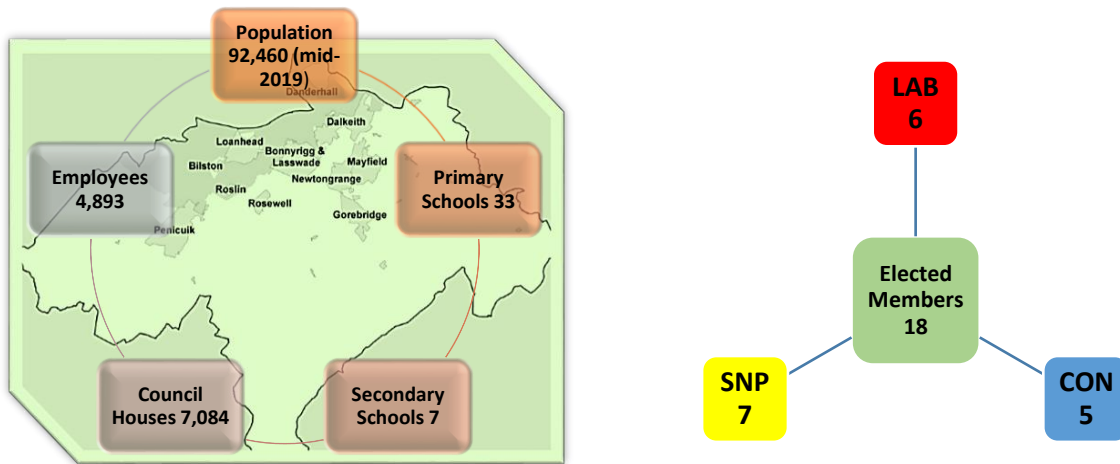 Population
92,460 (mid-
2019)
Danderhall
Dalkeith
Loanhead
Bonnyrigg &
Lasswade
Bilston
Mayfield
Newtongrange
Roslin
Rosewell
Gorebridge
Penicuik
Employees
4,893
Primary
Schools 33
Council
Houses 7,084
Secondary
Schools 7
LAB
6
Elected
Members
18
SNP
7
CON
5